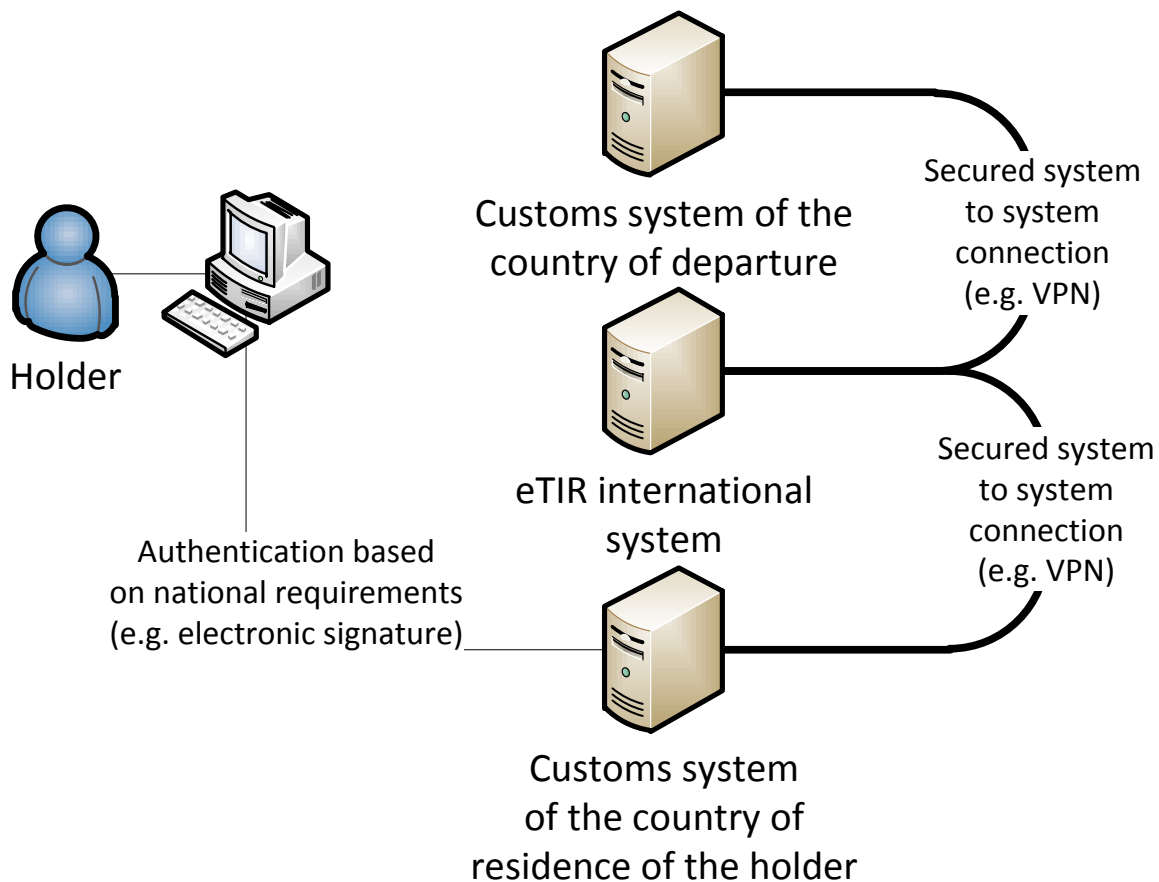 Customs system of the
country of departure
Secured system
to system
connection
(e.g. VPN)
Holder
eTIR international
system
Secured system
to system
connection
(e.g. VPN)
Authentication based
on national requirements
(e.g. electronic signature)
Customs system
of the country of
residence of the holder